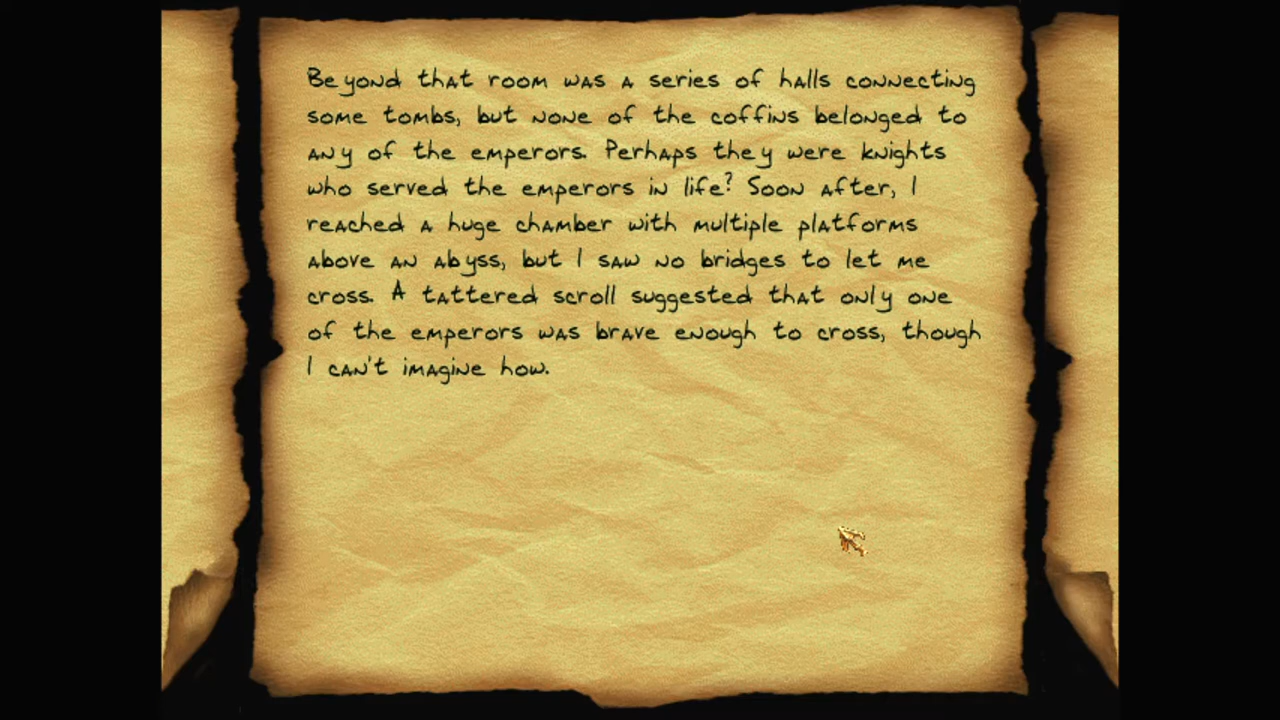 Beyond that room was a series of halls connecting
some tombs, but none of the coffins belonged to
any of the emperors. Perhaps they were knights
who served the emperors in life? Soon after, I
reached a huge chamber with multiple platforms
above an abyss, but I saw no bridges to let me
cross. A tattered scroll suggested that only one
of the emperors was brave enough to cross, though
I can't imagine how.